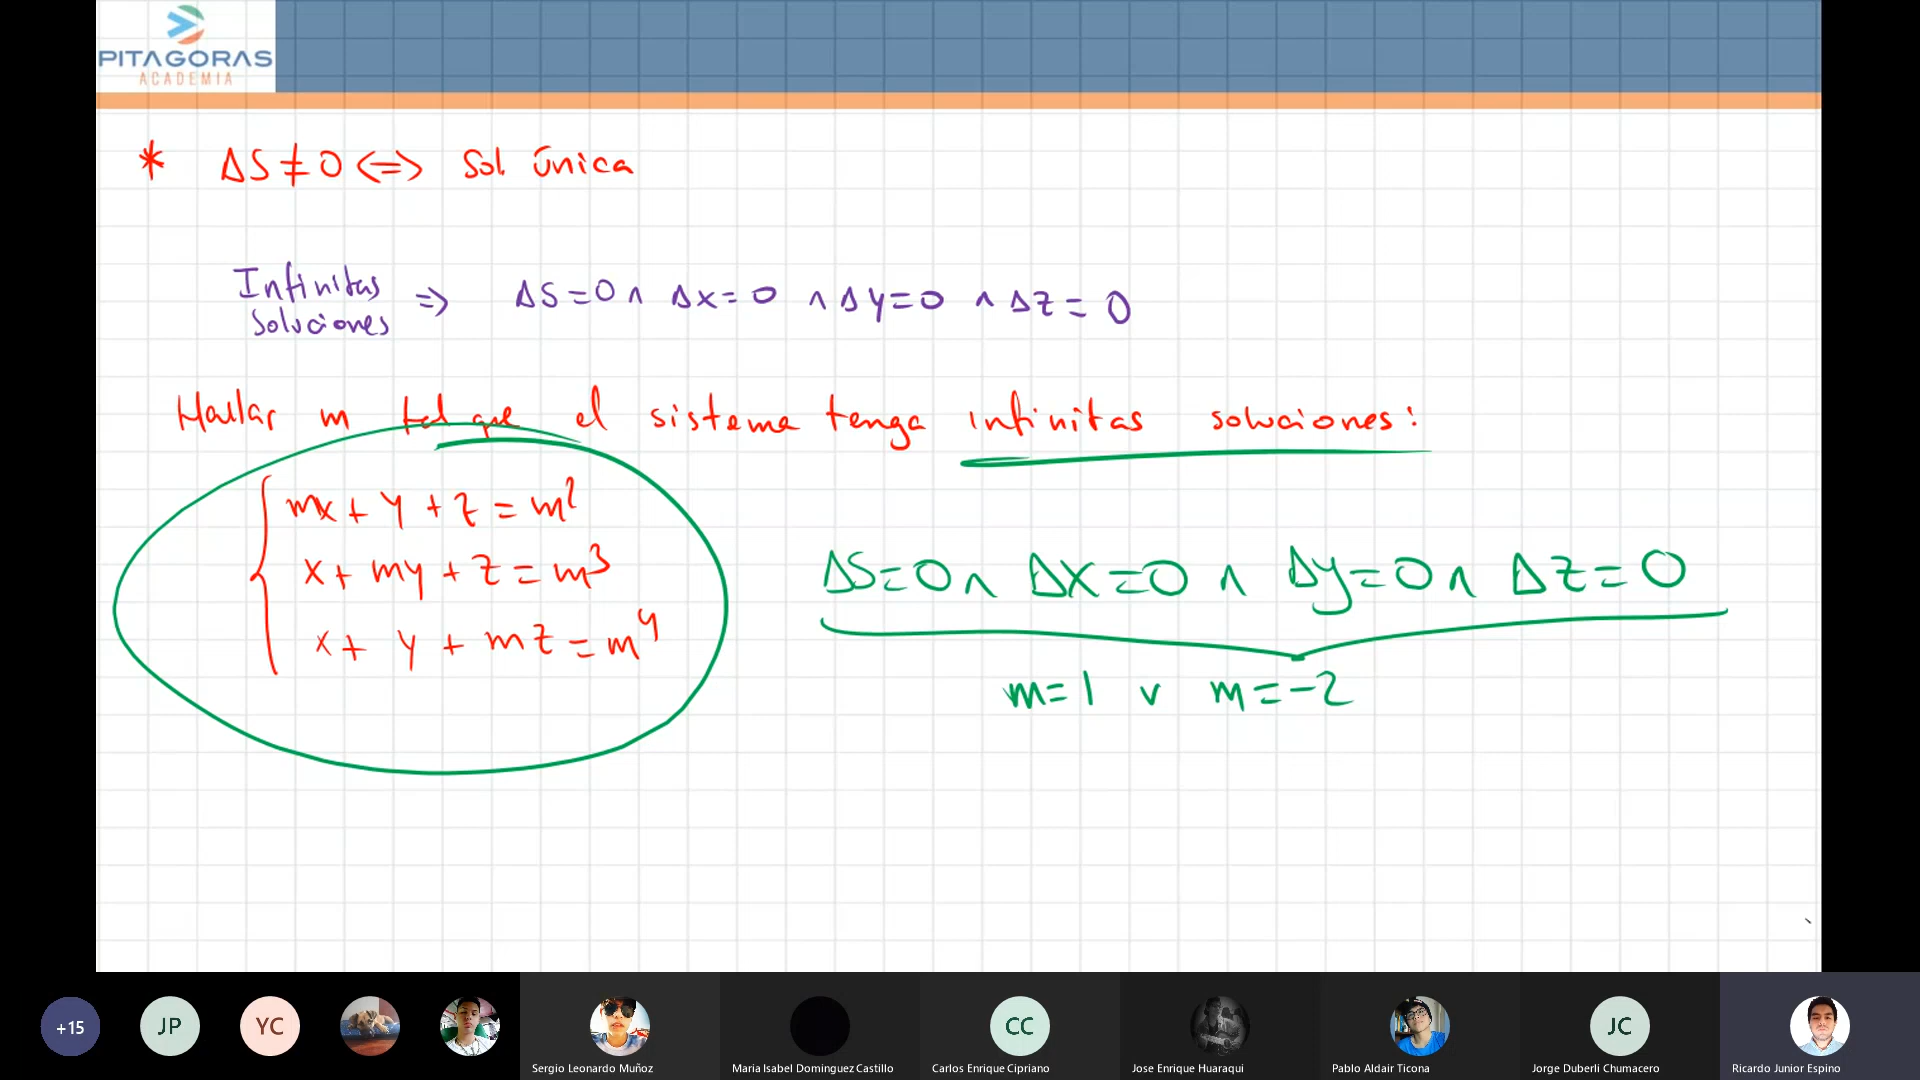 PITAGORAS
ACADEMIA
* ΔS≠0 <=> Sol única
Infinitas
soluciones => ΔS=0 ∧ Δx=0 ∧ Δy=0 ∧ Δz=0
Hallar m tal que el sistema tenga infinitas soluciones:
mx + y + z = m²
x + my + z = m³
x + y + mz = m⁴
ΔS=0 ∧ Δx=0 ∧ Δy=0 ∧ Δz=0
m=1 v m=-2
+15
JP
YC
CC
JC
Sergio Leonardo Muñoz
Maria Isabel Dominguez Castillo
Carlos Enrique Cipriano
Jose Enrique Huaraqui
Pablo Aldair Ticona
Jorge Duberli Chumacero
Ricardo Junior Espino